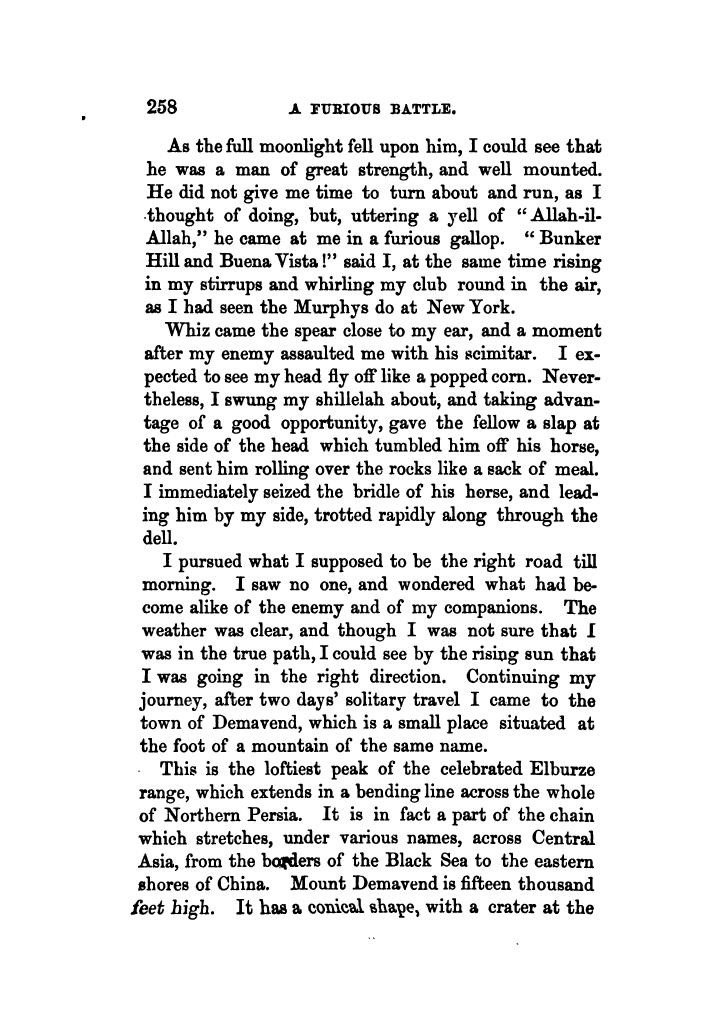 258 A FURIOUS BATTLE.
As the full moonlight fell upon him, I could see that
he was a man of great strength, and well mounted.
He did not give me time to turn about and run, as I
thought of doing, but, uttering a yell of “Allah-il-
Allah,” he came at me in a furious gallop. “Bunker
Hill and Buena Vista!” said I, at the same time rising
in my stirrups and whirling my club round in the air,
as I had seen the Murphys do at New York.
Whiz came the spear close to my ear, and a moment
after my enemy assaulted me with his scimitar. I ex-
pected to see my head fly off like a popped corn. Never-
theless, I swung my shillelah about, and taking advan-
tage of a good opportunity, gave the fellow a slap at
the side of the head which tumbled him off his horse,
and sent him rolling over the rocks like a sack of meal.
I immediately seized the bridle of his horse, and lead-
ing him by my side, trotted rapidly along through the
dell.
I pursued what I supposed to be the right road till
morning. I saw no one, and wondered what had be-
come alike of the enemy and of my companions. The
weather was clear, and though I was not sure that I
was in the true path, I could see by the rising sun that
I was going in the right direction. Continuing my
journey, after two days’ solitary travel I came to the
town of Demavend, which is a small place situated at
the foot of a mountain of the same name.
This is the loftiest peak of the celebrated Elburze
range, which extends in a bending line across the whole
of Northern Persia. It is in fact a part of the chain
which stretches, under various names, across Central
Asia, from the borders of the Black Sea to the eastern
shores of China. Mount Demavend is fifteen thousand
feet high. It has a conical shape, with a crater at the